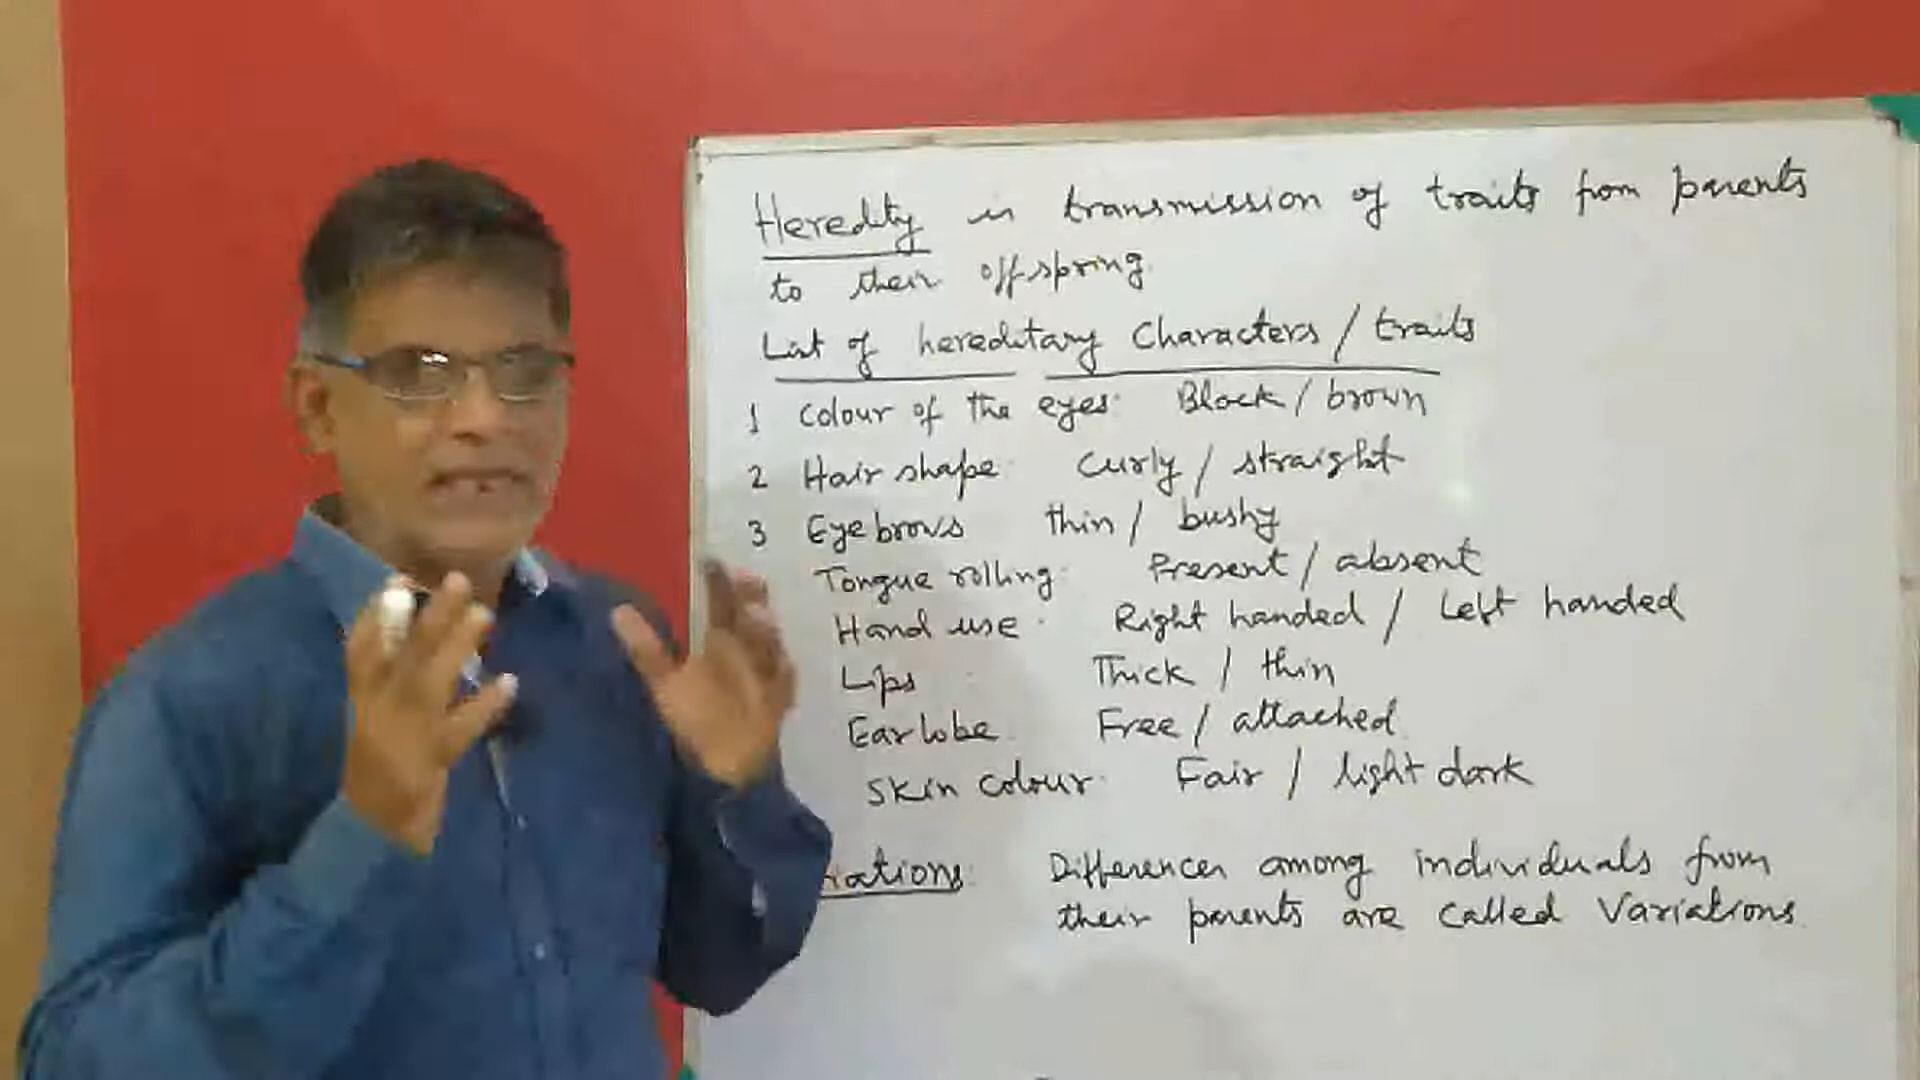 Heredity is transmission of traits from parents
to their offspring.
List of hereditary Characters / traits
1 Colour of the eyes: Black / brown
2 Hair shape: Curly / straight
3 Eyebrows thin / bushy
Tongue rolling: Present / absent
Hand use: Right handed / Left handed
Lips: Thick / thin
Ear lobe Free / attached
Skin colour: Fair / light dark
iations: Differences among individuals from
their parents are called Variations.